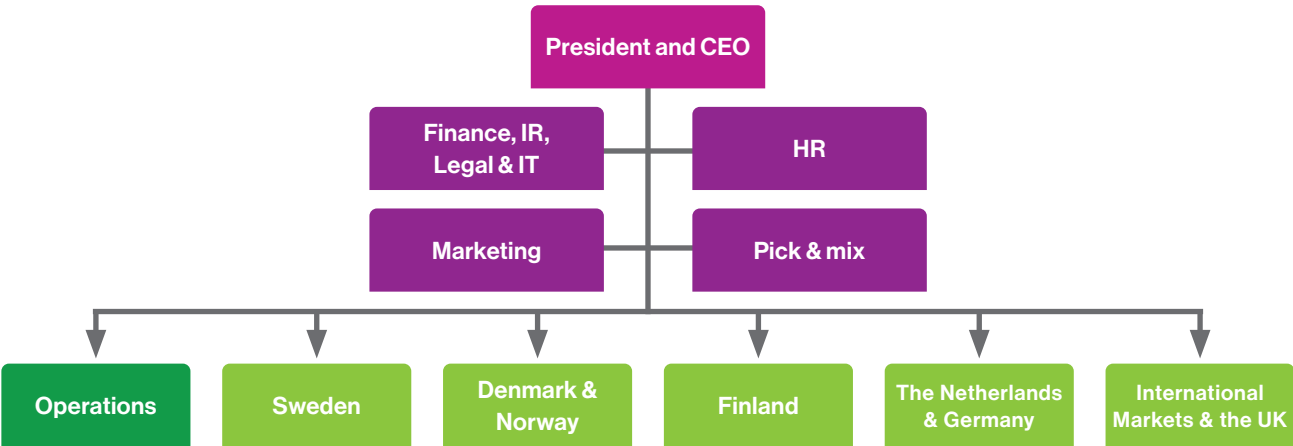 President and CEO
Finance, IR,
Legal & IT
HR
Marketing
Pick & mix
Operations
Sweden
Denmark &
Norway
Finland
The Netherlands
& Germany
International
Markets & the UK